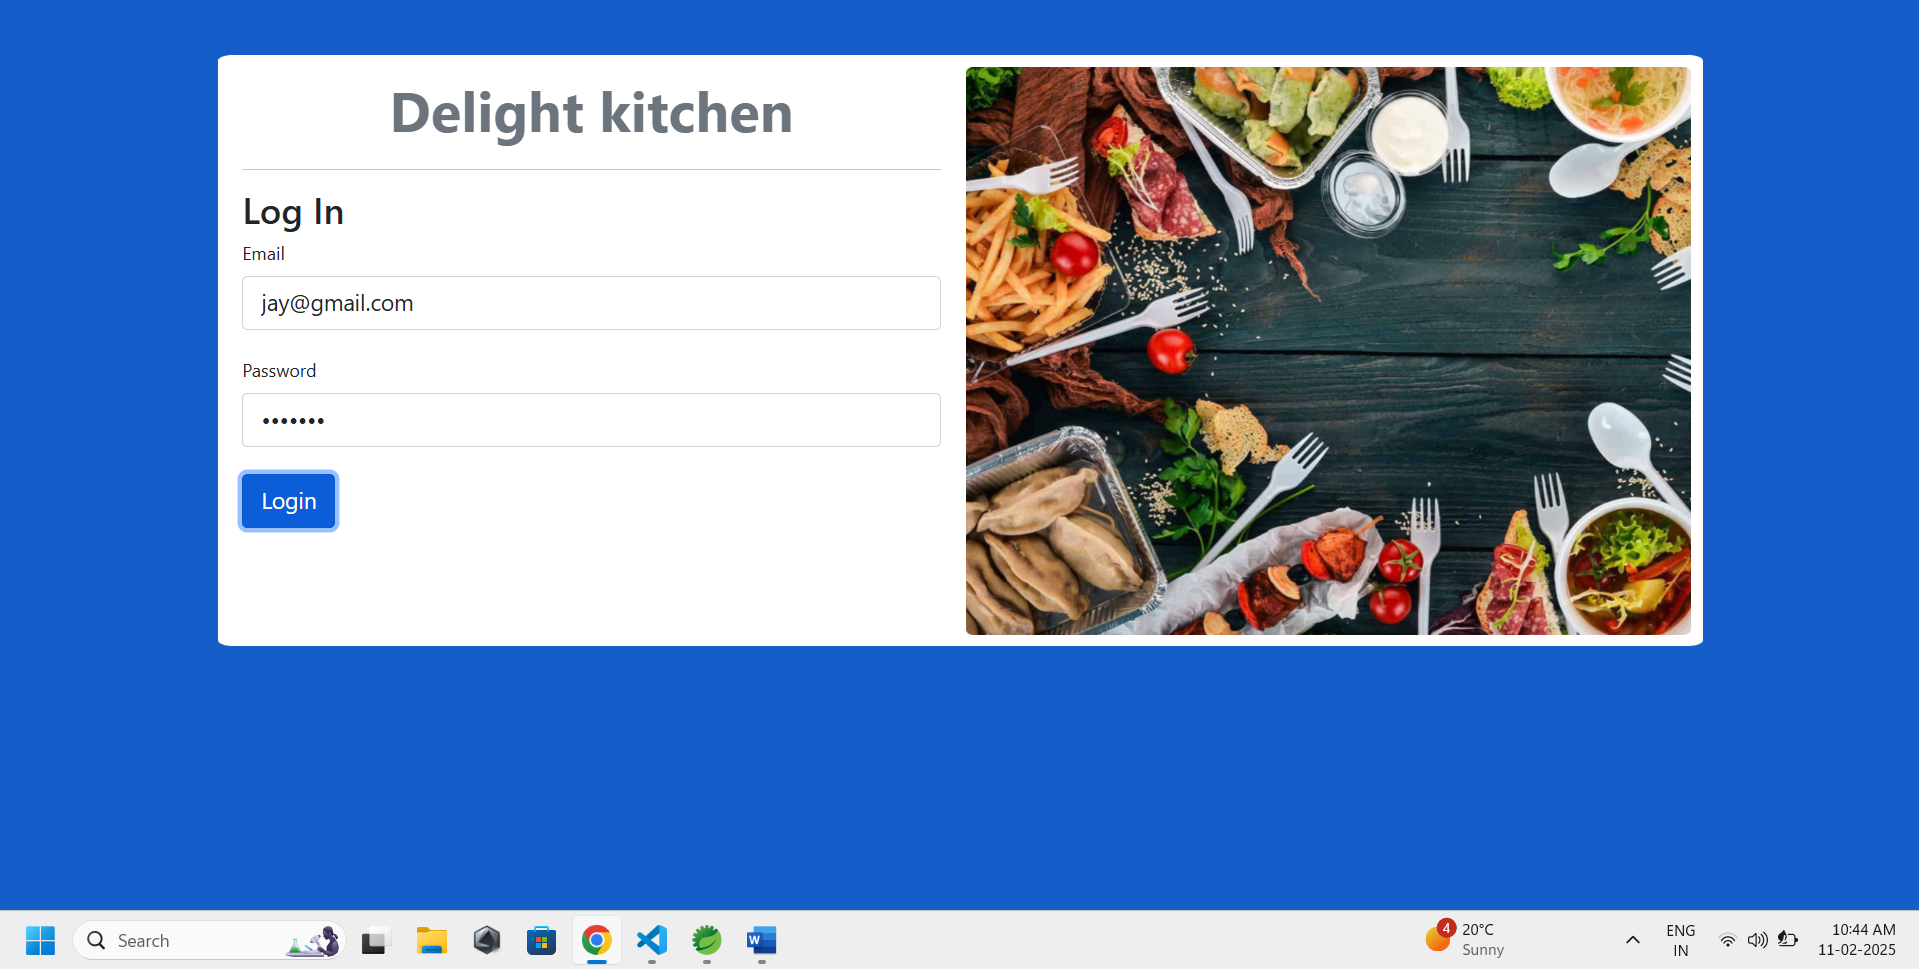 Delight kitchen
Log In
Email
jay@gmail.com
Password
•••••••
Login
Search
W
4
20°C
Sunny
ENG
IN
10:44 AM
11-02-2025